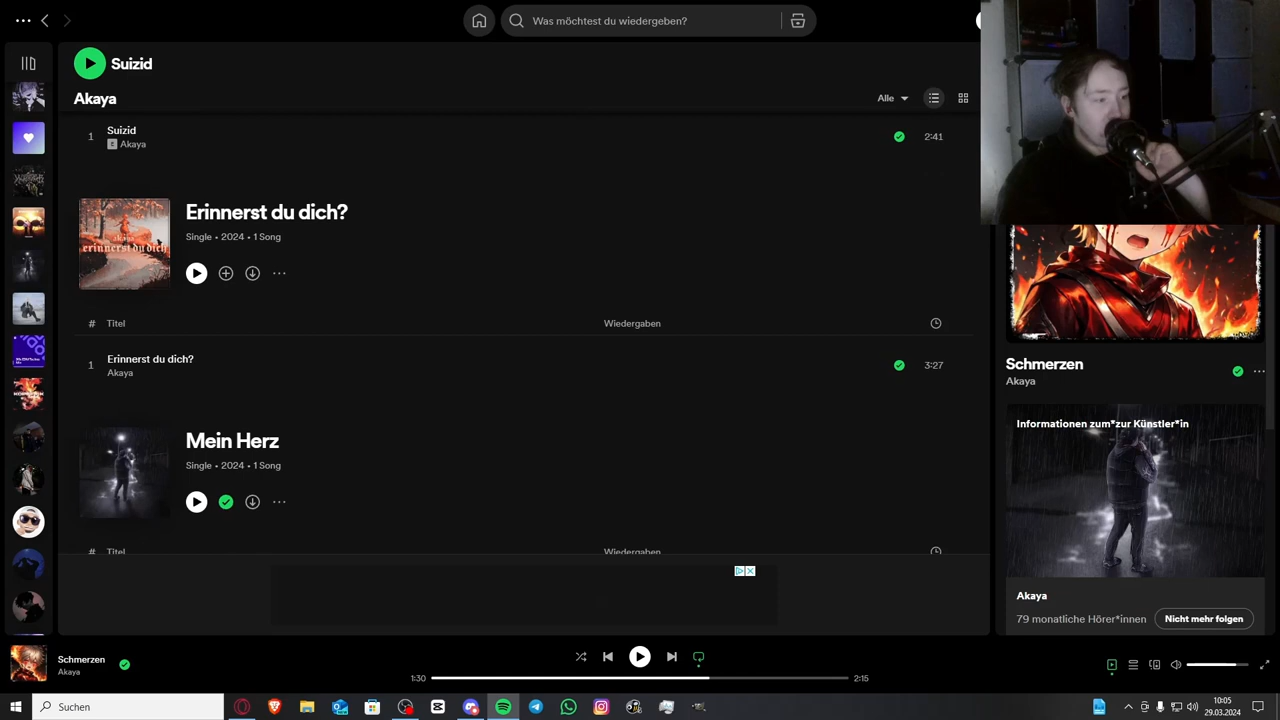 Was möchtest du wiedergeben?
Suizid
Akaya
Alle
1
Suizid
E Akaya
2:41
erinnerst du dich
Erinnerst du dich?
Single • 2024 • 1 Song
# Titel Wiedergaben
1
Erinnerst du dich?
Akaya
3:27
Mein Herz
Single • 2024 • 1 Song
# Titel Wiedergaben
Schmerzen
Akaya
Informationen zum*zur Künstler*in
Akaya
79 monatliche Hörer*innen
Nicht mehr folgen
Schmerzen
Akaya
1:30
2:15
Suchen
10:05
29.03.2024